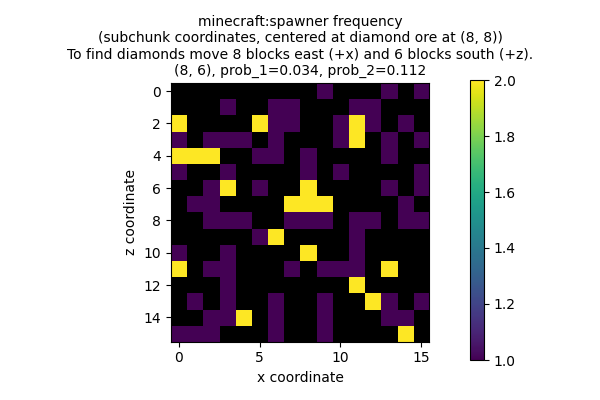 minecraft:spawner frequency
(subchunk coordinates, centered at diamond ore at (8, 8))
To find diamonds move 8 blocks east (+x) and 6 blocks south (+z).
(8, 6), prob_1=0.034, prob_2=0.112
0
2
4
6
8
10
12
14
z coordinate
0 5 10 15
x coordinate
2.0
1.8
1.6
1.4
1.2
1.0